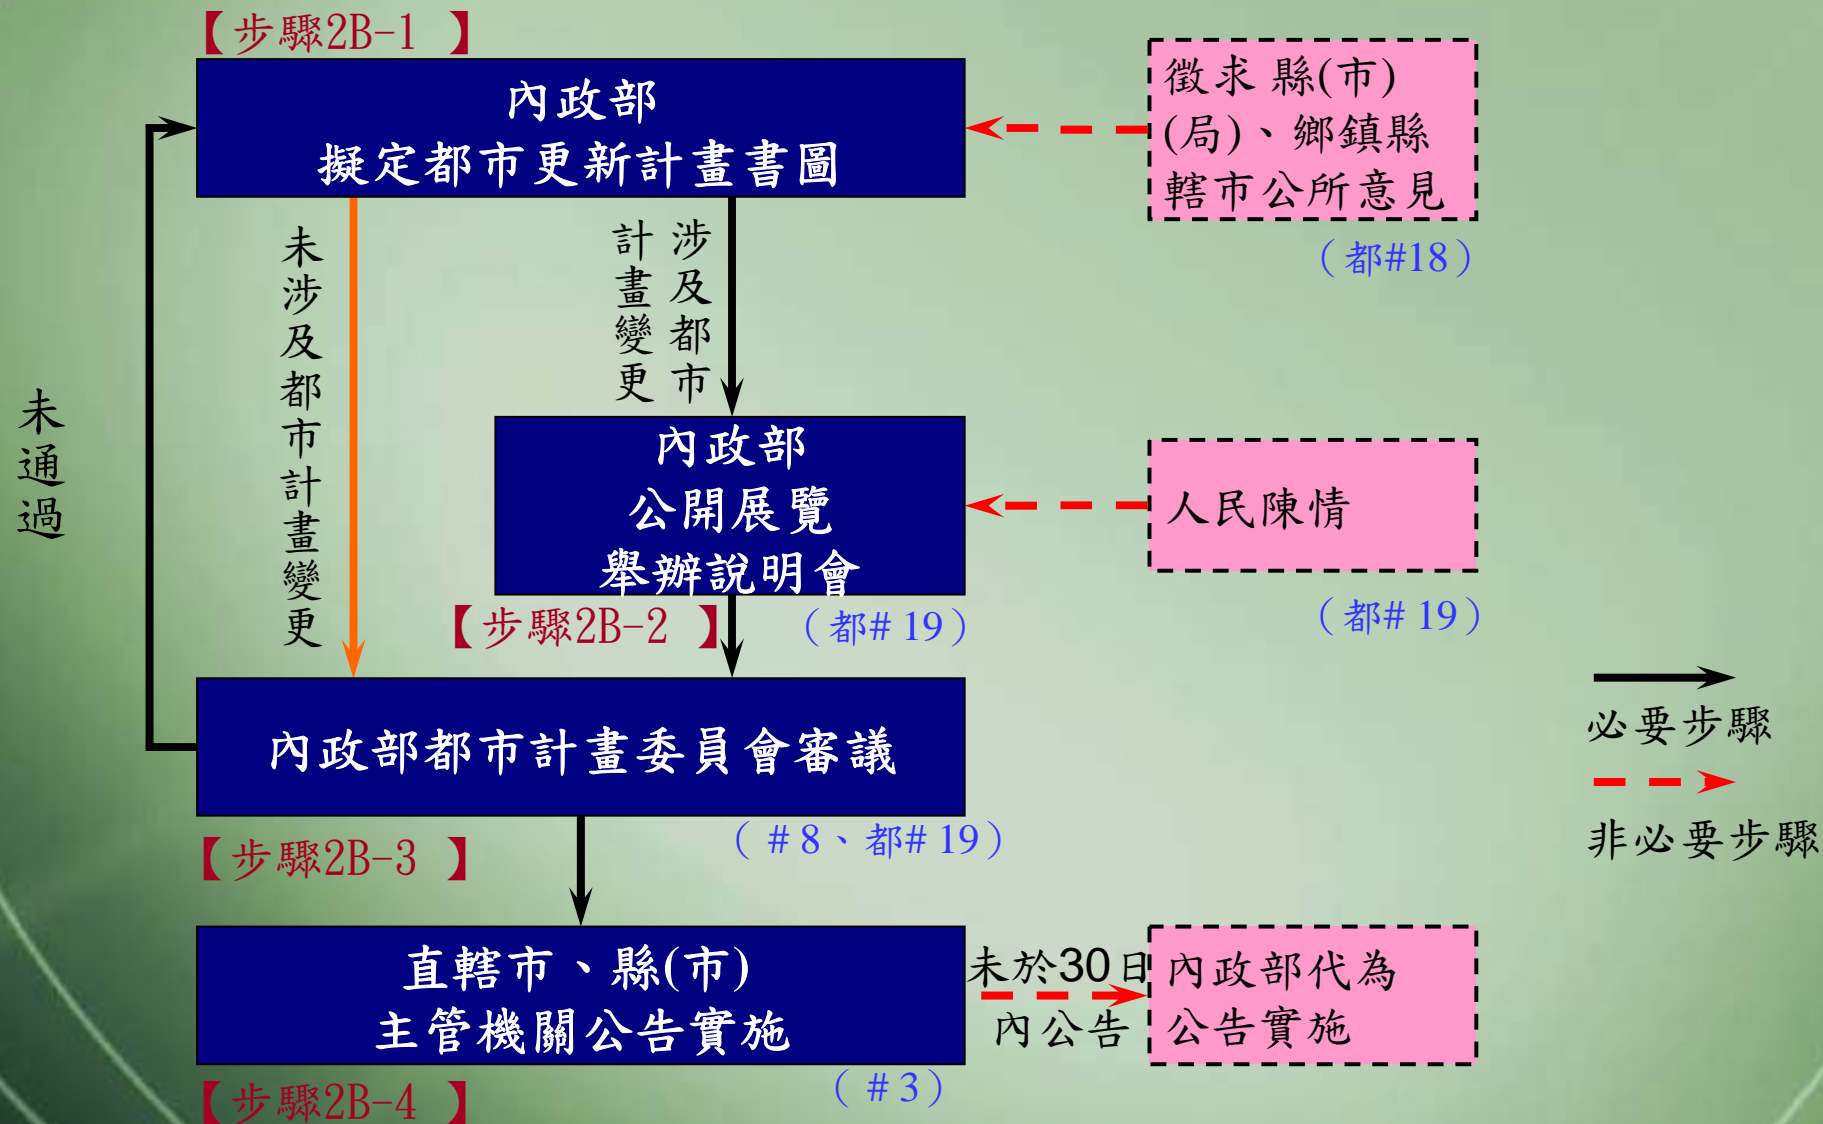 【步驟2B-1 】
內政部
擬定都市更新計畫書圖
徵求 縣(市)
(局)、鄉鎮縣
轄市公所意見
（都#18）
未涉及都市計畫變更
涉及都市
計畫變更
未通過
內政部
公開展覽
舉辦說明會
人民陳情
【步驟2B-2 】
（都# 19）
（都# 19）
內政部都市計畫委員會審議
必要步驟
非必要步驟
【步驟2B-3 】
（ # 8、都# 19）
直轄市、縣(市)
主管機關公告實施
未於30日
內公告
內政部代為
公告實施
【步驟2B-4 】
（ # 3）